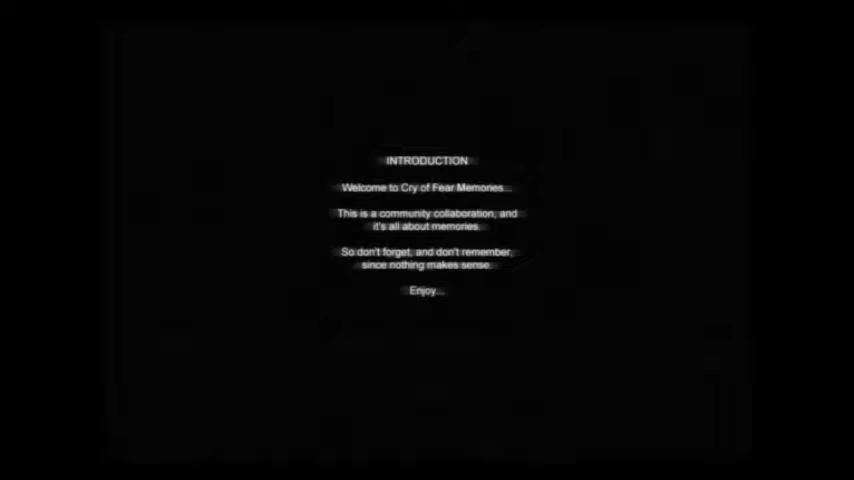 INTRODUCTION
Welcome to Cry of Fear Memories...
This is a community collaboration, and
it's all about memories.
So don't forget, and don't remember,
since nothing makes sense.
Enjoy...